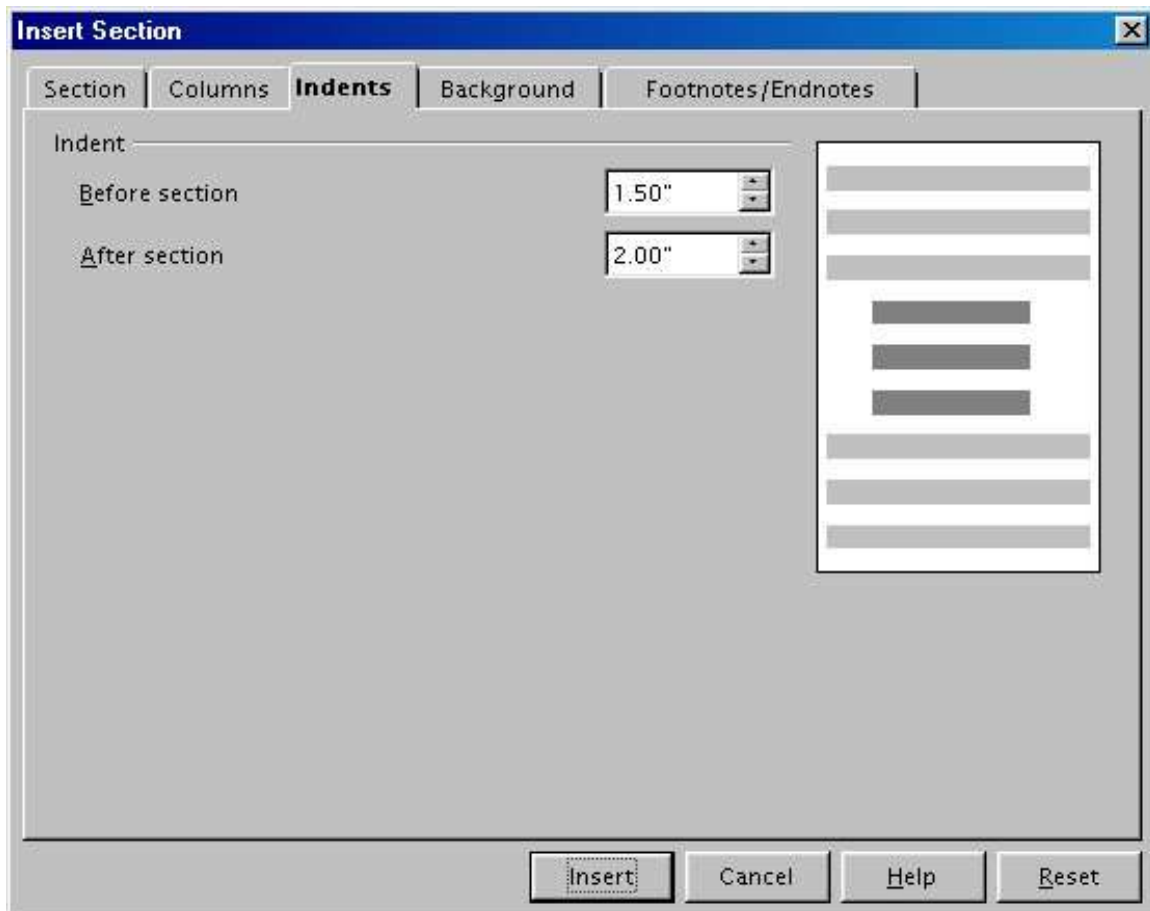 Insert Section
Section Columns Indents Background Footnotes/Endnotes
Indent
Before section 1.50"
After section 2.00"
Insert Cancel Help Reset